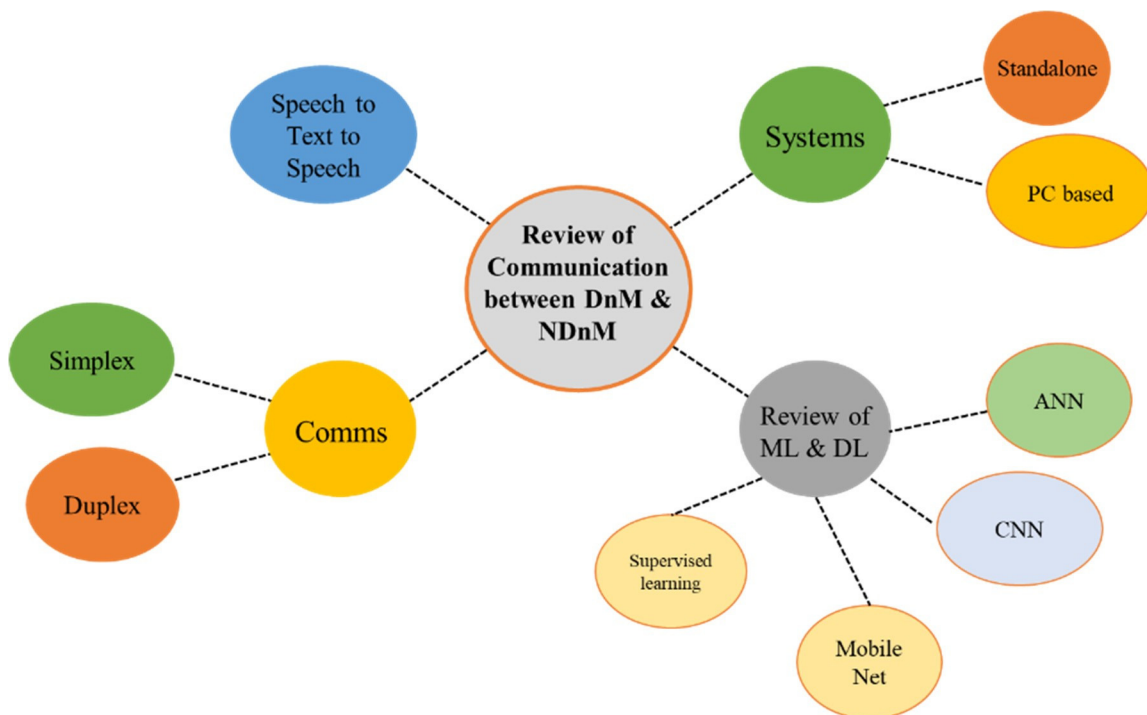 Speech to
Text to
Speech
Systems
Standalone
PC based
Review of
Communication
between DnM &
NDnM
Simplex
Comms
Duplex
Review of
ML & DL
ANN
CNN
Supervised
learning
Mobile
Net